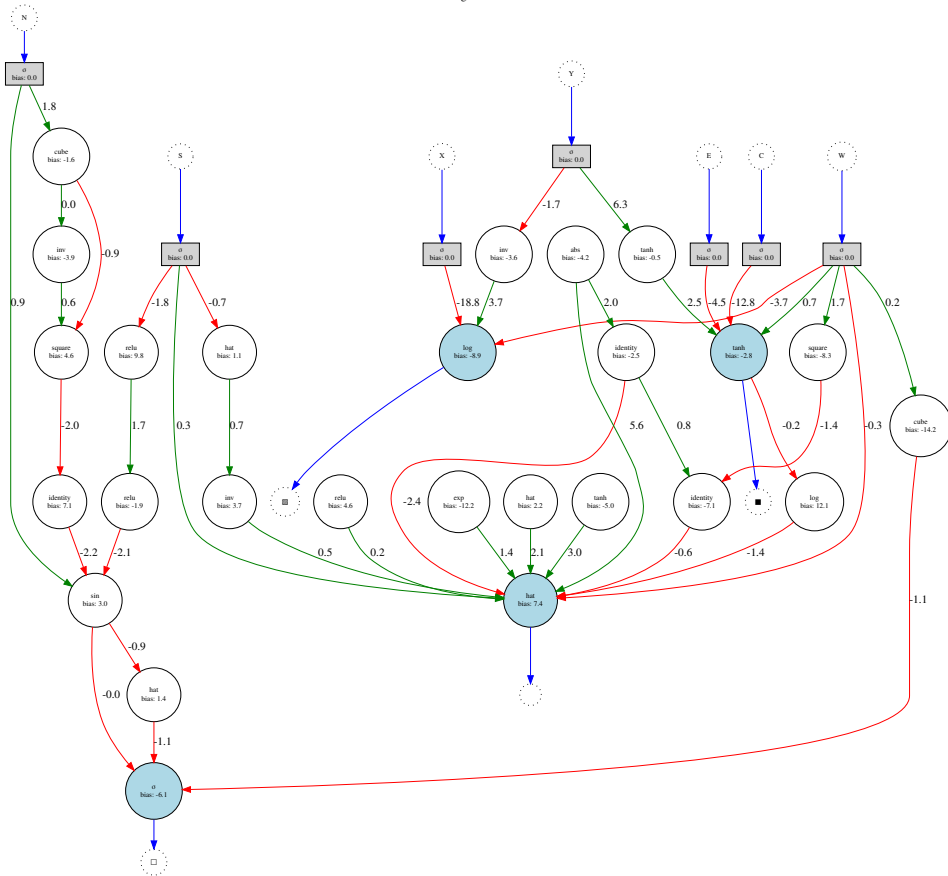 N
σ
bias: 0.0
1.8
Y
cube
bias: -1.6
S
X
σ
bias: 0.0
E
C
W
0.0
-1.7
6.3
-0.9
inv
bias: -3.9
σ
bias: 0.0
σ
bias: 0.0
inv
bias: -3.6
abs
bias: -4.2
tanh
bias: -0.5
σ
bias: 0.0
σ
bias: 0.0
σ
bias: 0.0
0.9
0.6
-1.8
-0.7
-18.8
3.7
2.0
2.5
-4.5
-12.8
-3.7
0.7
1.7
0.2
square
bias: 4.6
relu
bias: 9.8
hat
bias: 1.1
log
bias: -8.9
identity
bias: -2.5
tanh
bias: -2.8
square
bias: -8.3
-2.0
1.7
0.3
0.7
5.6
0.8
-0.2
-1.4
-0.3
cube
bias: -14.2
identity
bias: 7.1
relu
bias: -1.9
inv
bias: 3.7
▨
relu
bias: 4.6
-2.4
exp
bias: -12.2
hat
bias: 2.2
tanh
bias: -5.0
identity
bias: -7.1
■
log
bias: 12.1
-2.2
-2.1
0.5
0.2
1.4
2.1
3.0
-0.6
-1.4
sin
bias: 3.0
hat
bias: 7.4
-1.1
-0.9
-0.0
hat
bias: 1.4
-1.1
σ
bias: -6.1
□